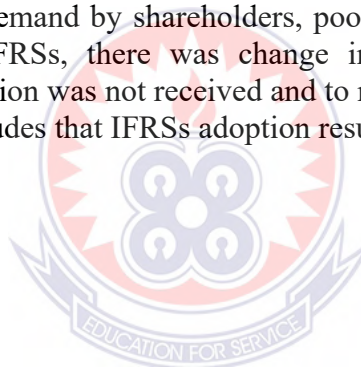 emand by shareholders, poo
FRSs, there was change in
ion was not received and to
udes that IFRSs adoption resu
EDUCATION FOR SERVICE